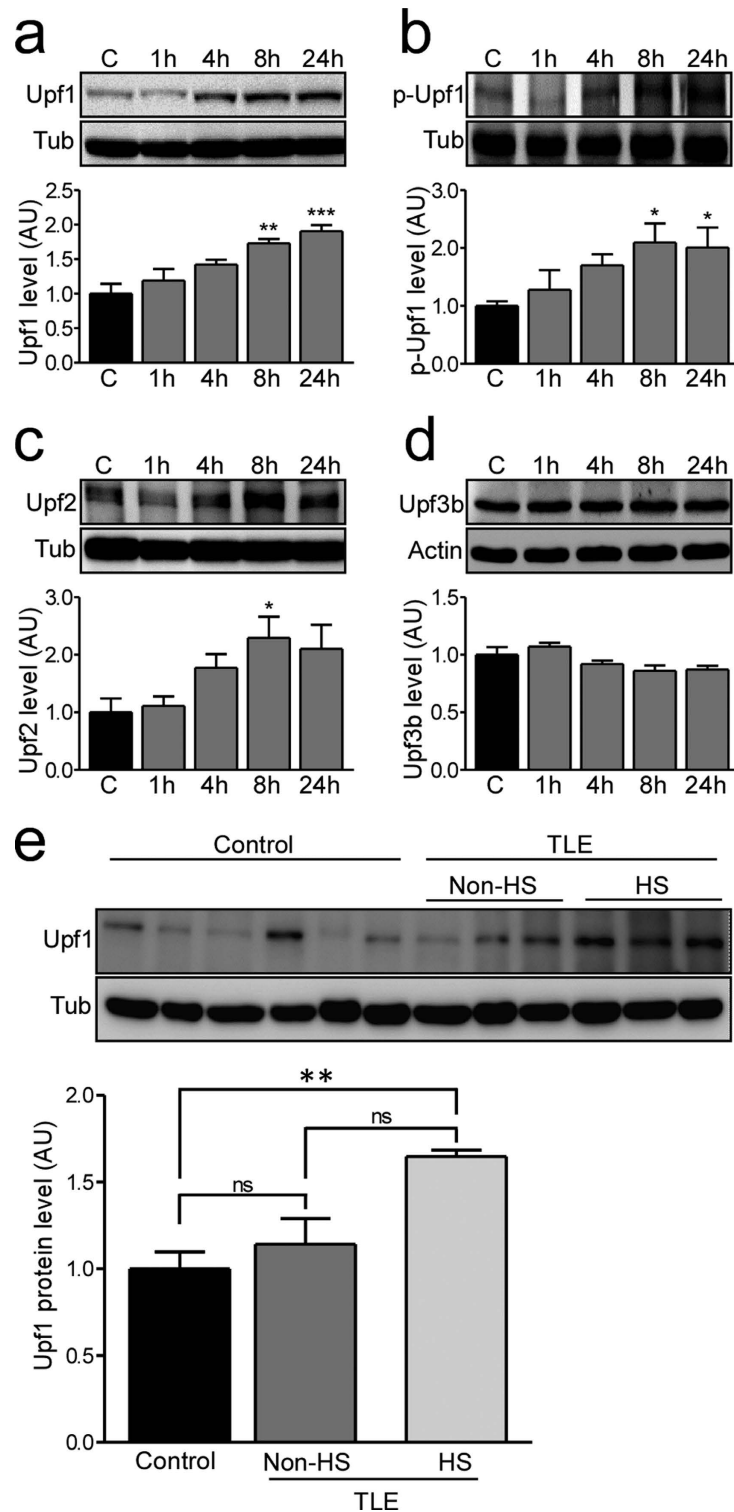 a
C 1h 4h 8h 24h
Upf1
Tub
Upf1 level (AU)
2.5
2.0
1.5
1.0
0.5
0.0
** ***
C 1h 4h 8h 24h
b
C 1h 4h 8h 24h
p-Upf1
Tub
p-Upf1 level (AU)
3.0
2.0
1.0
0.0
* *
C 1h 4h 8h 24h
c
C 1h 4h 8h 24h
Upf2
Tub
Upf2 level (AU)
3.0
2.0
1.0
0.0
*
C 1h 4h 8h 24h
d
C 1h 4h 8h 24h
Upf3b
Actin
Upf3b level (AU)
1.5
1.0
0.5
0.0
C 1h 4h 8h 24h
e
Control TLE
Non-HS HS
Upf1
Tub
Upf1 protein level (AU)
2.0
1.5
1.0
0.5
0.0
**
ns
ns
Control Non-HS HS
TLE